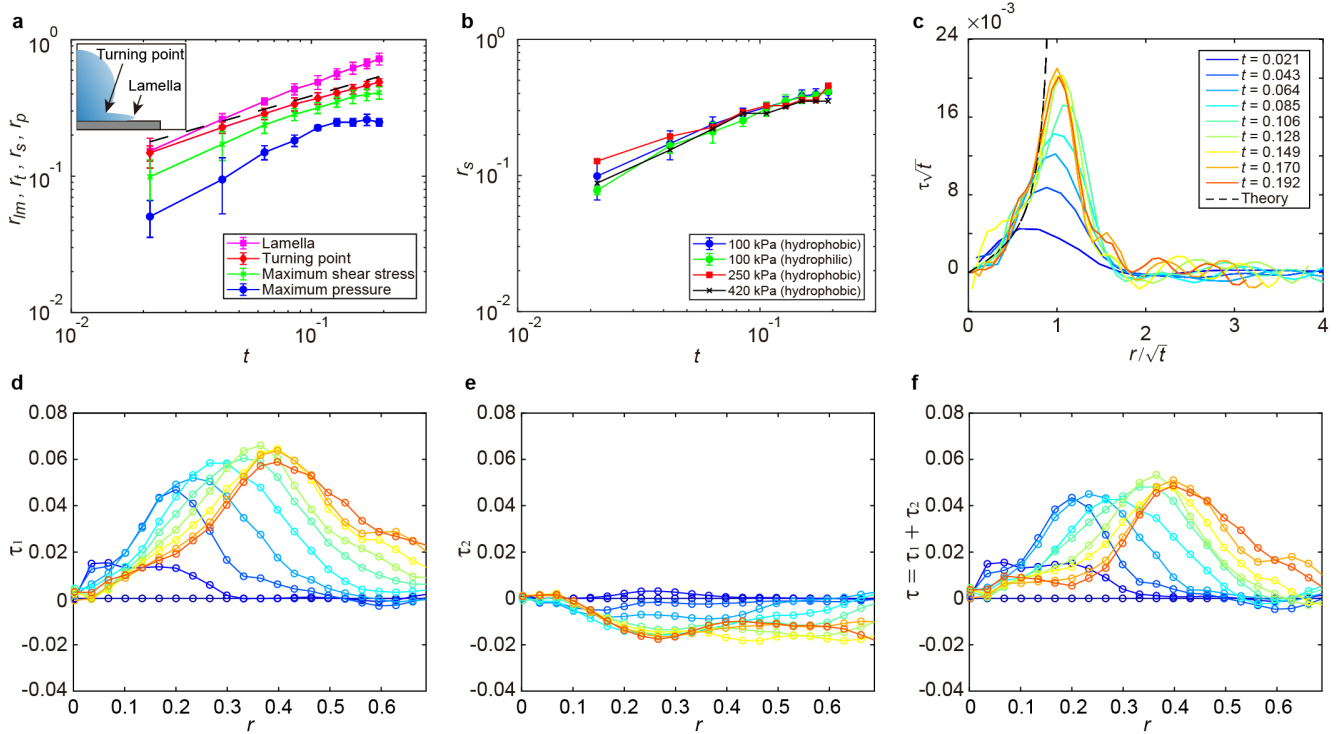 a
10⁰
10⁻¹
10⁻²
r_lm, r_t, r_s, r_p
Turning point
Lamella
Lamella
Turning point
Maximum shear stress
Maximum pressure
10⁻²
10⁻¹
t
b
10⁰
10⁻¹
10⁻²
r_s
100 kPa (hydrophobic)
100 kPa (hydrophilic)
250 kPa (hydrophobic)
420 kPa (hydrophobic)
10⁻²
10⁻¹
t
c
×10⁻³
24
16
8
0
τ√t
t = 0.021
t = 0.043
t = 0.064
t = 0.085
t = 0.106
t = 0.128
t = 0.149
t = 0.170
t = 0.192
Theory
0 1 2 3 4
r/√t
d
0.08
0.06
0.04
0.02
0
-0.02
-0.04
τ₁
0 0.1 0.2 0.3 0.4 0.5 0.6
r
e
0.08
0.06
0.04
0.02
0
-0.02
-0.04
τ₂
0 0.1 0.2 0.3 0.4 0.5 0.6
r
f
0.08
0.06
0.04
0.02
0
-0.02
-0.04
τ = τ₁ + τ₂
0 0.1 0.2 0.3 0.4 0.5 0.6
r